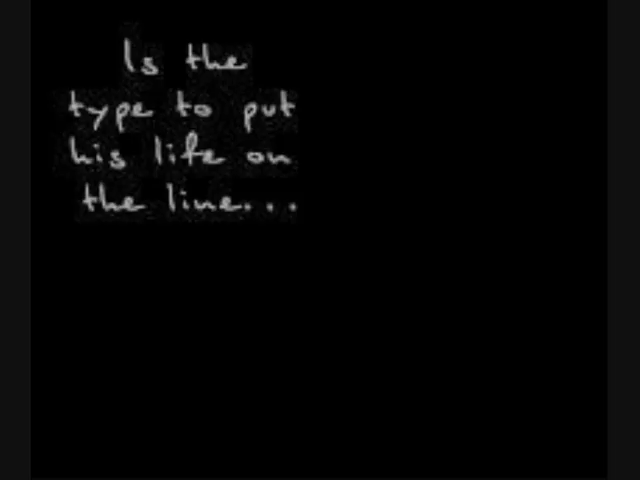 Is the
type to put
his life on
the line...